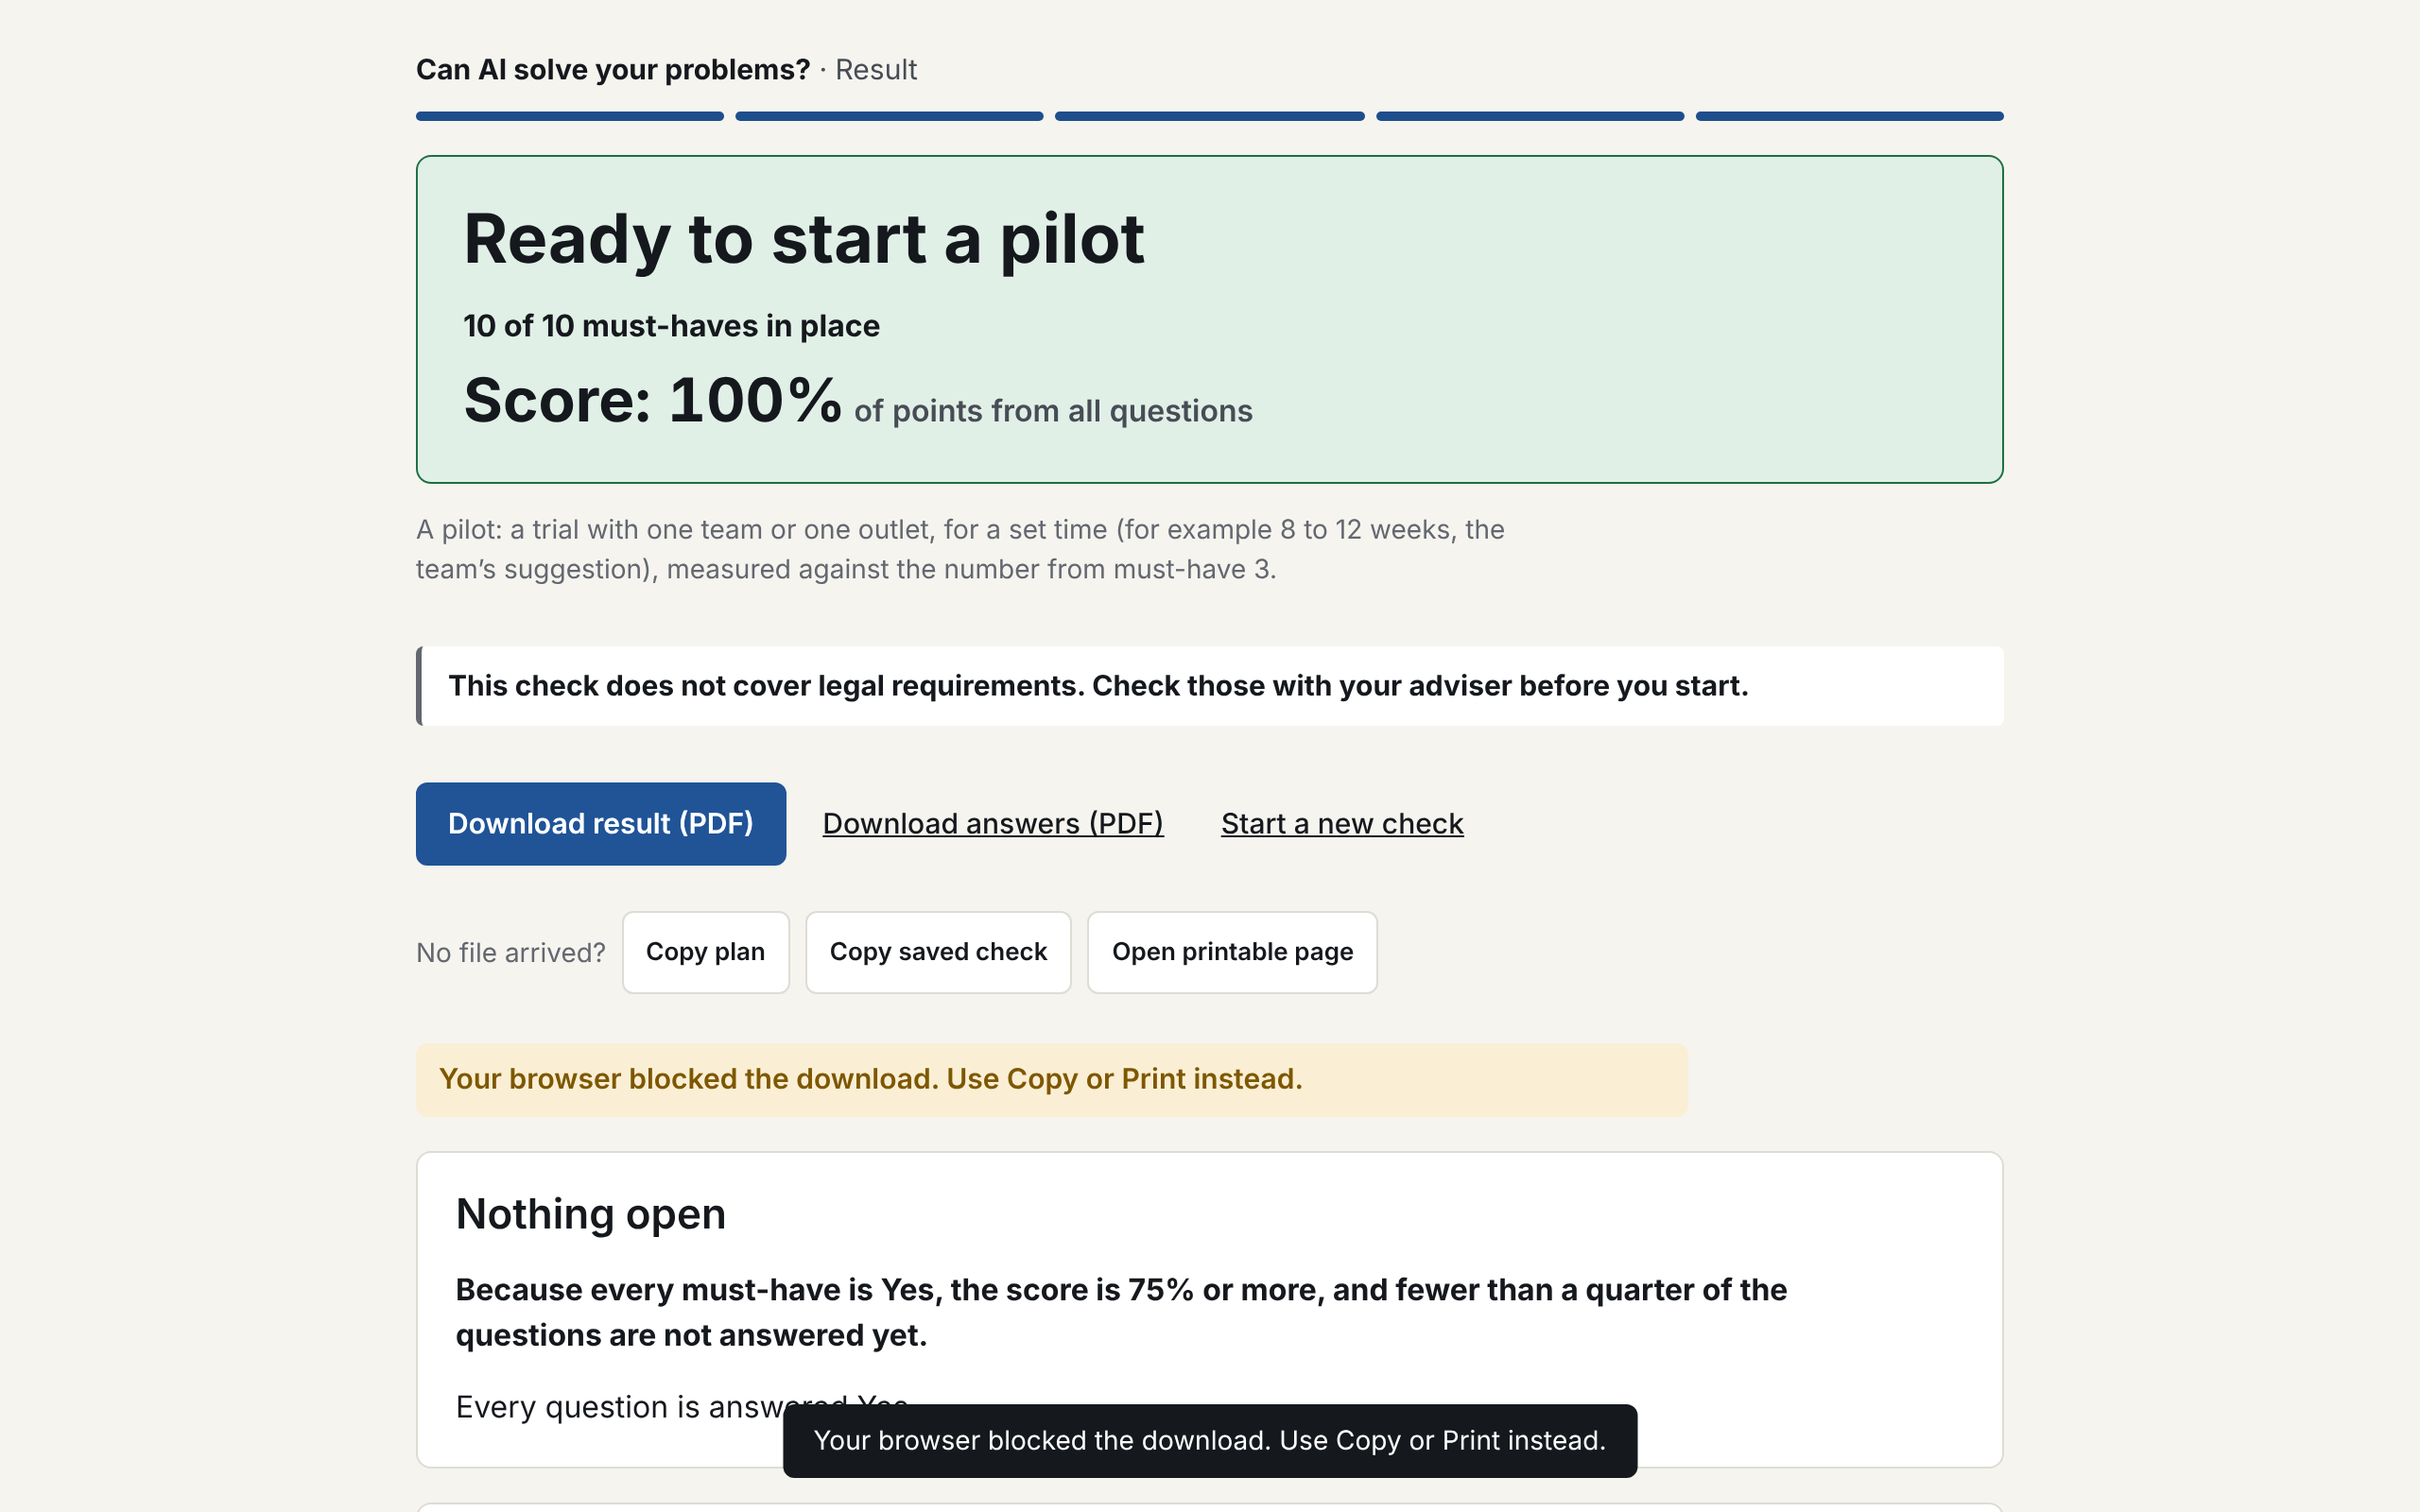 Can AI solve your problems? · Result
Ready to start a pilot
10 of 10 must-haves in place
Score: 100% of points from all questions
A pilot: a trial with one team or one outlet, for a set time (for example 8 to 12 weeks, the
team’s suggestion), measured against the number from must-have 3.
This check does not cover legal requirements. Check those with your adviser before you start.
Download result (PDF) Download answers (PDF) Start a new check
No file arrived? Copy plan Copy saved check Open printable page
Your browser blocked the download. Use Copy or Print instead.
Nothing open
Because every must-have is Yes, the score is 75% or more, and fewer than a quarter of the
questions are not answered yet.
Every question is answered Yes
Your browser blocked the download. Use Copy or Print instead.